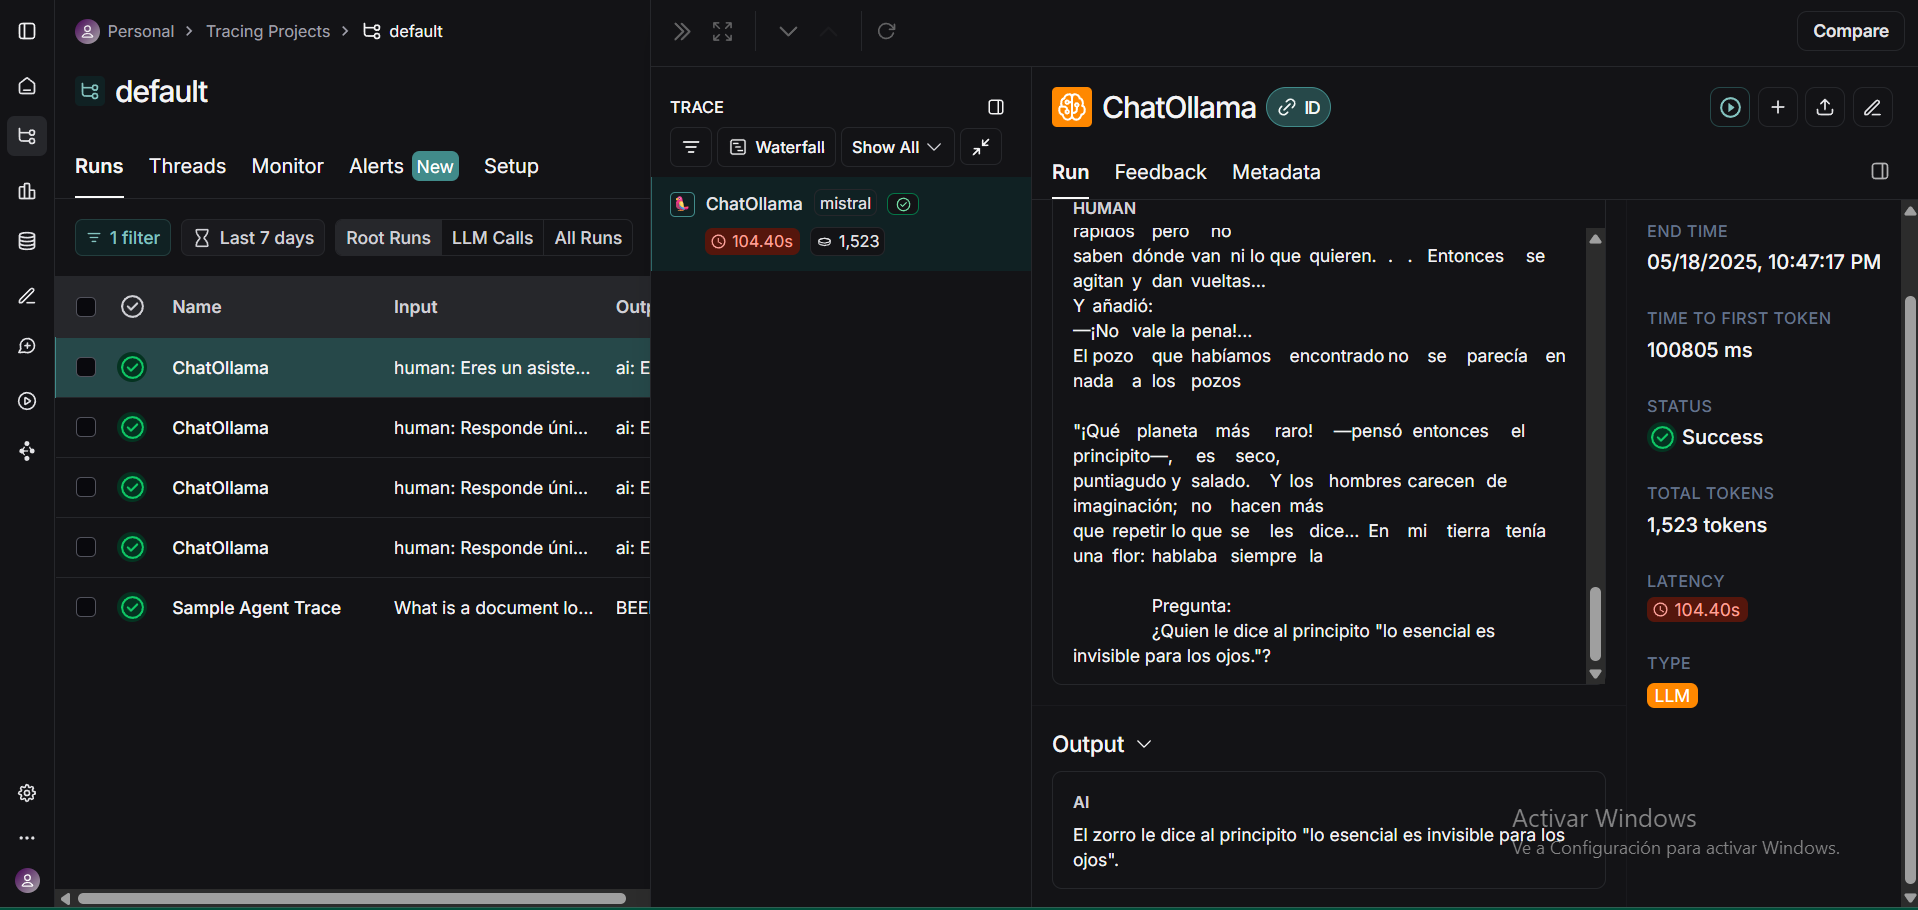 Personal > Tracing Projects > default
default
Runs Threads Monitor Alerts New Setup
1 filter Last 7 days Root Runs LLM Calls All Runs
Name Input Outp
ChatOllama human: Eres un asiste... ai: E
ChatOllama human: Responde úni... ai: E
ChatOllama human: Responde úni... ai: E
ChatOllama human: Responde úni... ai: E
Sample Agent Trace What is a document lo... BEE
TRACE
Waterfall Show All
ChatOllama mistral
104.40s 1,523
Compare
ChatOllama ID
Run Feedback Metadata
HUMAN
rápidos pero no
saben dónde van ni lo que quieren. . . Entonces se
agitan y dan vueltas...
Y añadió:
—¡No vale la pena!...
El pozo que habíamos encontrado no se parecía en
nada a los pozos
"¡Qué planeta más raro! —pensó entonces el
principito—, es seco,
puntiagudo y salado. Y los hombres carecen de
imaginación; no hacen más
que repetir lo que se les dice... En mi tierra tenía
una flor: hablaba siempre la
Pregunta:
¿Quien le dice al principito "lo esencial es
invisible para los ojos."?
Output
AI
El zorro le dice al principito "lo esencial es invisible para los
ojos".
END TIME
05/18/2025, 10:47:17 PM
TIME TO FIRST TOKEN
100805 ms
STATUS
Success
TOTAL TOKENS
1,523 tokens
LATENCY
104.40s
TYPE
LLM
Activar Windows
Ve a Configuración para activar Windows.